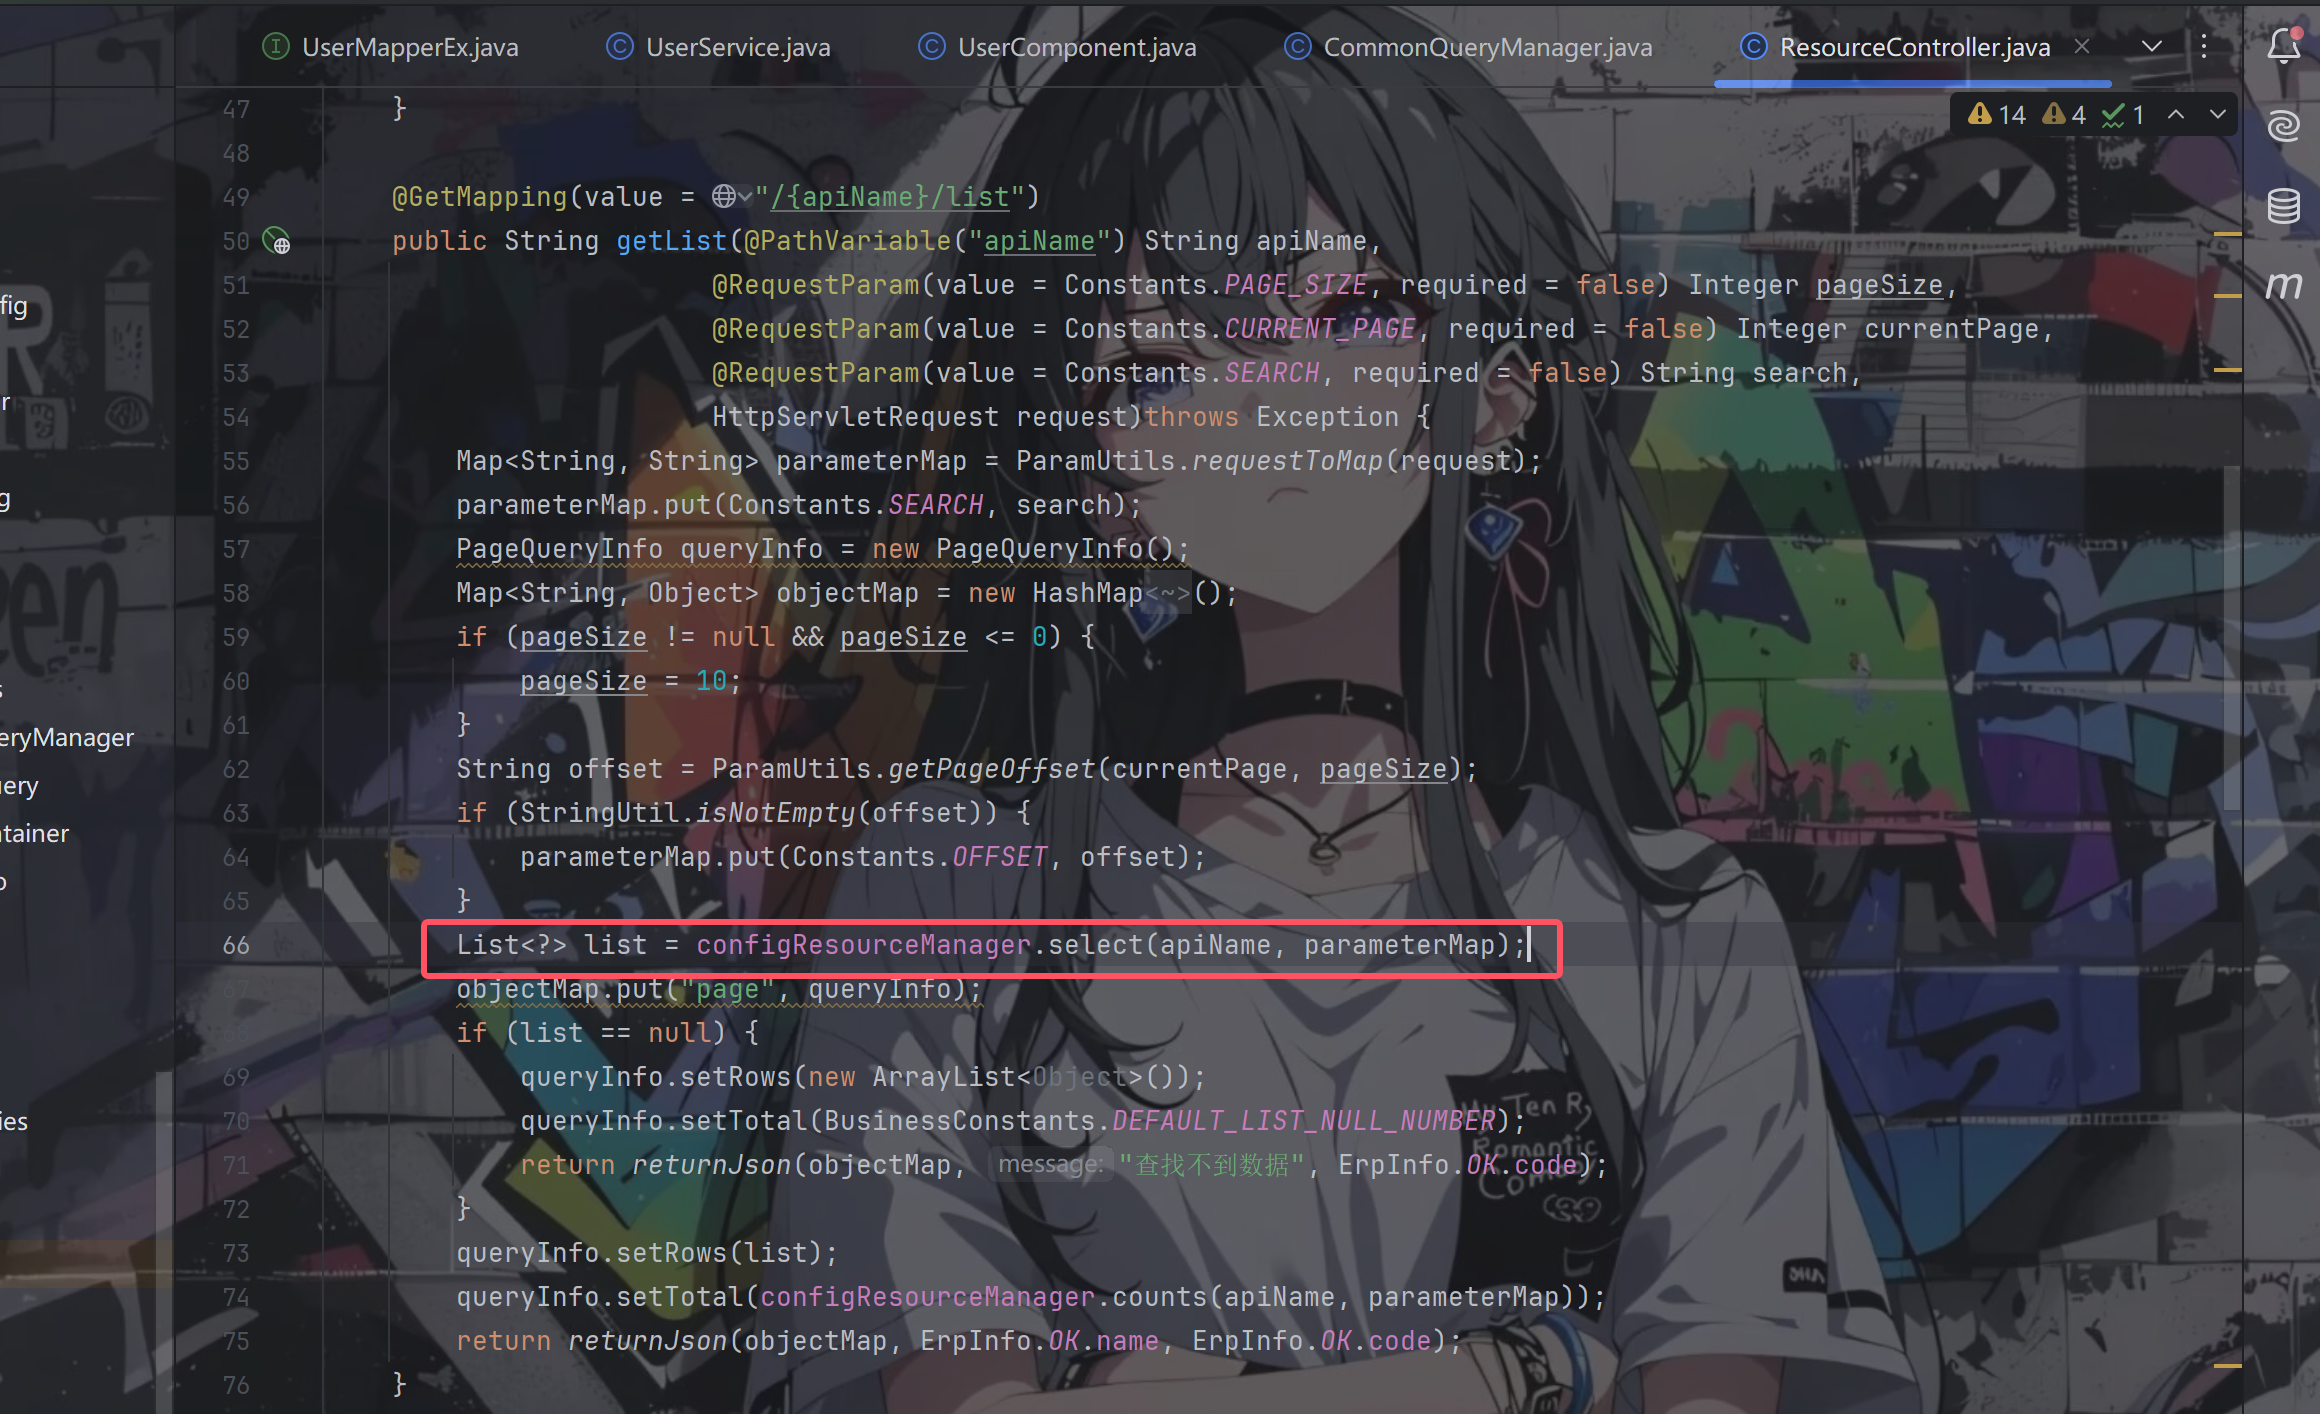 UserMapperEx.java UserService.java UserComponent.java CommonQueryManager.java ResourceController.java
14 4 1
47 }
48
49 @GetMapping(value = "/{apiName}/list")
50 public String getList(@PathVariable("apiName") String apiName,
51 @RequestParam(value = Constants.PAGE_SIZE, required = false) Integer pageSize,
52 @RequestParam(value = Constants.CURRENT_PAGE, required = false) Integer currentPage,
53 @RequestParam(value = Constants.SEARCH, required = false) String search,
54 HttpServletRequest request)throws Exception {
55 Map<String, String> parameterMap = ParamUtils.requestToMap(request);
56 parameterMap.put(Constants.SEARCH, search);
57 PageQueryInfo queryInfo = new PageQueryInfo();
58 Map<String, Object> objectMap = new HashMap<~>();
59 if (pageSize != null && pageSize <= 0) {
60 pageSize = 10;
61 }
62 String offset = ParamUtils.getPageOffset(currentPage, pageSize);
63 if (StringUtil.isNotEmpty(offset)) {
64 parameterMap.put(Constants.OFFSET, offset);
65 }
66 List<?> list = configResourceManager.select(apiName, parameterMap);
67 objectMap.put("page", queryInfo);
68 if (list == null) {
69 queryInfo.setRows(new ArrayList<Object>());
70 queryInfo.setTotal(BusinessConstants.DEFAULT_LIST_NULL_NUMBER);
71 return returnJson(objectMap, message: "查找不到数据", ErpInfo.OK.code);
72 }
73 queryInfo.setRows(list);
74 queryInfo.setTotal(configResourceManager.counts(apiName, parameterMap));
75 return returnJson(objectMap, ErpInfo.OK.name, ErpInfo.OK.code);
76 }
fig
r
g
s
eryManager
ery
tainer
ies
m